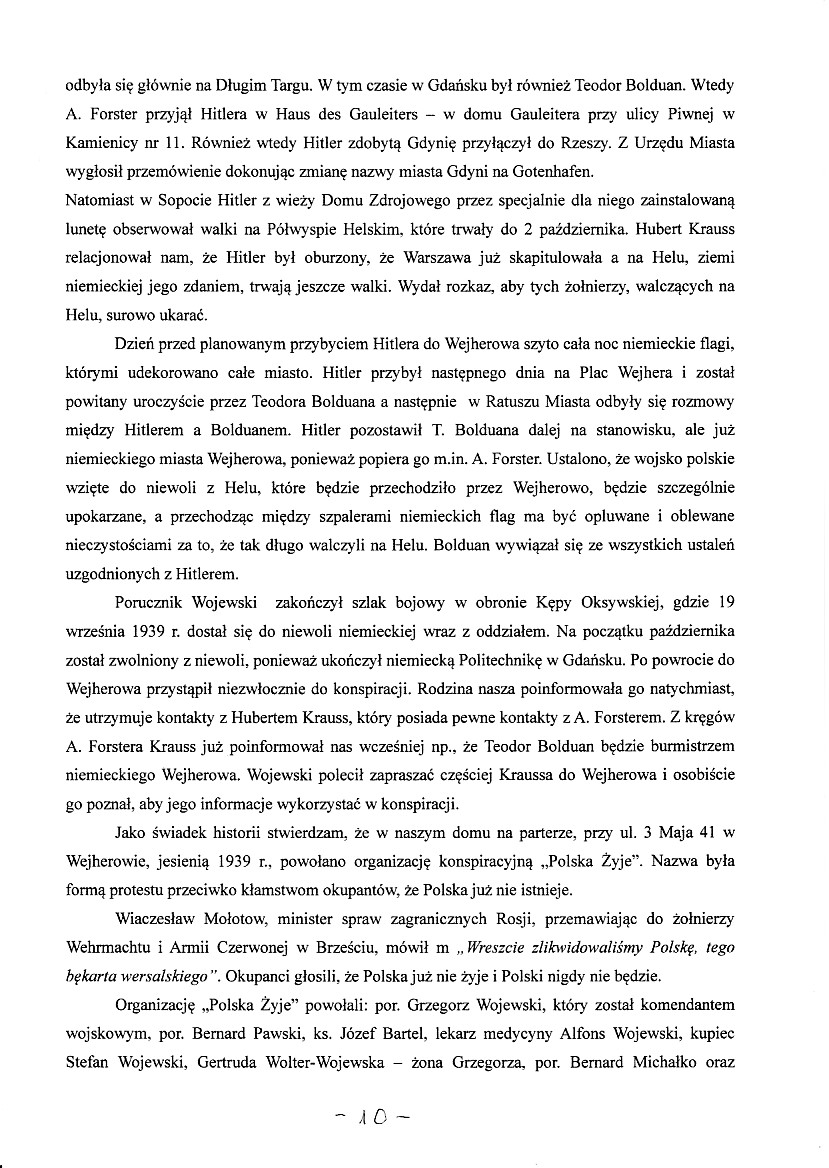 odbyła się głównie na Długim Targu. W tym czasie w Gdańsku był również Teodor Bolduan. Wtedy
A. Forster przyjął Hitlera w Haus des Gauleiters – w domu Gauleitera przy ulicy Piwnej w
Kamienicy nr 11. Również wtedy Hitler zdobytą Gdynię przyłączył do Rzeszy. Z Urzędu Miasta
wygłosił przemówienie dokonując zmianę nazwy miasta Gdyni na Gotenhafen.
Natomiast w Sopocie Hitler z wieży Domu Zdrojowego przez specjalnie dla niego zainstalowaną
lunetę obserwował walki na Półwyspie Helskim, które trwały do 2 października. Hubert Krauss
relacjonował nam, że Hitler był oburzony, że Warszawa już skapitulowała a na Helu, ziemi
niemieckiej jego zdaniem, trwają jeszcze walki. Wydał rozkaz, aby tych żołnierzy, walczących na
Helu, surowo ukarać.
Dzień przed planowanym przybyciem Hitlera do Wejherowa szyto cała noc niemieckie flagi,
którymi udekorowano całe miasto. Hitler przybył następnego dnia na Plac Wejhera i został
powitany uroczyście przez Teodora Bolduana a następnie w Ratuszu Miasta odbyły się rozmowy
między Hitlerem a Bolduanem. Hitler pozostawił T. Bolduana dalej na stanowisku, ale już
niemieckiego miasta Wejherowa, ponieważ popiera go m.in. A. Forster. Ustalono, że wojsko polskie
wzięte do niewoli z Helu, które będzie przechodziło przez Wejherowo, będzie szczególnie
upokarzane, a przechodząc między szpalerami niemieckich flag ma być opluwane i oblewane
nieczystościami za to, że tak długo walczyli na Helu. Bolduan wywiązał się ze wszystkich ustaleń
uzgodnionych z Hitlerem.
Porucznik Wojewski zakończył szlak bojowy w obronie Kępy Oksywskiej, gdzie 19
września 1939 r. dostał się do niewoli niemieckiej wraz z oddziałem. Na początku października
został zwolniony z niewoli, ponieważ ukończył niemiecką Politechnikę w Gdańsku. Po powrocie do
Wejherowa przystąpił niezwłocznie do konspiracji. Rodzina nasza poinformowała go natychmiast,
że utrzymuje kontakty z Hubertem Krauss, który posiada pewne kontakty z A. Forsterem. Z kręgów
A. Forstera Krauss już poinformował nas wcześniej np., że Teodor Bolduan będzie burmistrzem
niemieckiego Wejherowa. Wojewski polecił zapraszać częściej Kraussa do Wejherowa i osobiście
go poznał, aby jego informacje wykorzystać w konspiracji.
Jako świadek historii stwierdzam, że w naszym domu na parterze, przy ul. 3 Maja 41 w
Wejherowie, jesienią 1939 r., powołano organizację konspiracyjną „Polska Żyje”. Nazwa była
formą protestu przeciwko kłamstwom okupantów, że Polska już nie istnieje.
Wiaczesław Mołotow, minister spraw zagranicznych Rosji, przemawiając do żołnierzy
Wehrmachtu i Armii Czerwonej w Brześciu, mówił m „Wreszcie zlikwidowaliśmy Polskę, tego
bękarta wersalskiego”. Okupanci głosili, że Polska już nie żyje i Polski nigdy nie będzie.
Organizację „Polska Żyje” powołali: por. Grzegorz Wojewski, który został komendantem
wojskowym, por. Bernard Pawski, ks. Józef Bartel, lekarz medycyny Alfons Wojewski, kupiec
Stefan Wojewski, Gertruda Wolter-Wojewska – żona Grzegorza, por. Bernard Michałko oraz
- 10 -